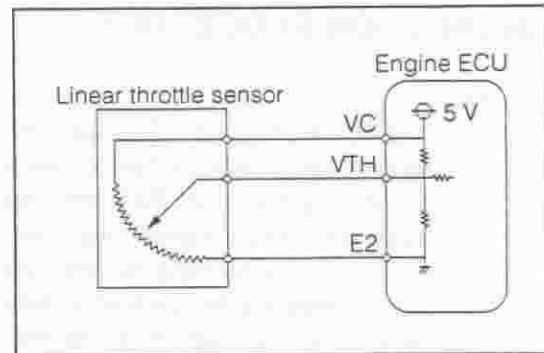 Engine ECU
Linear throttle sensor
5 V
VC
VTH
E2